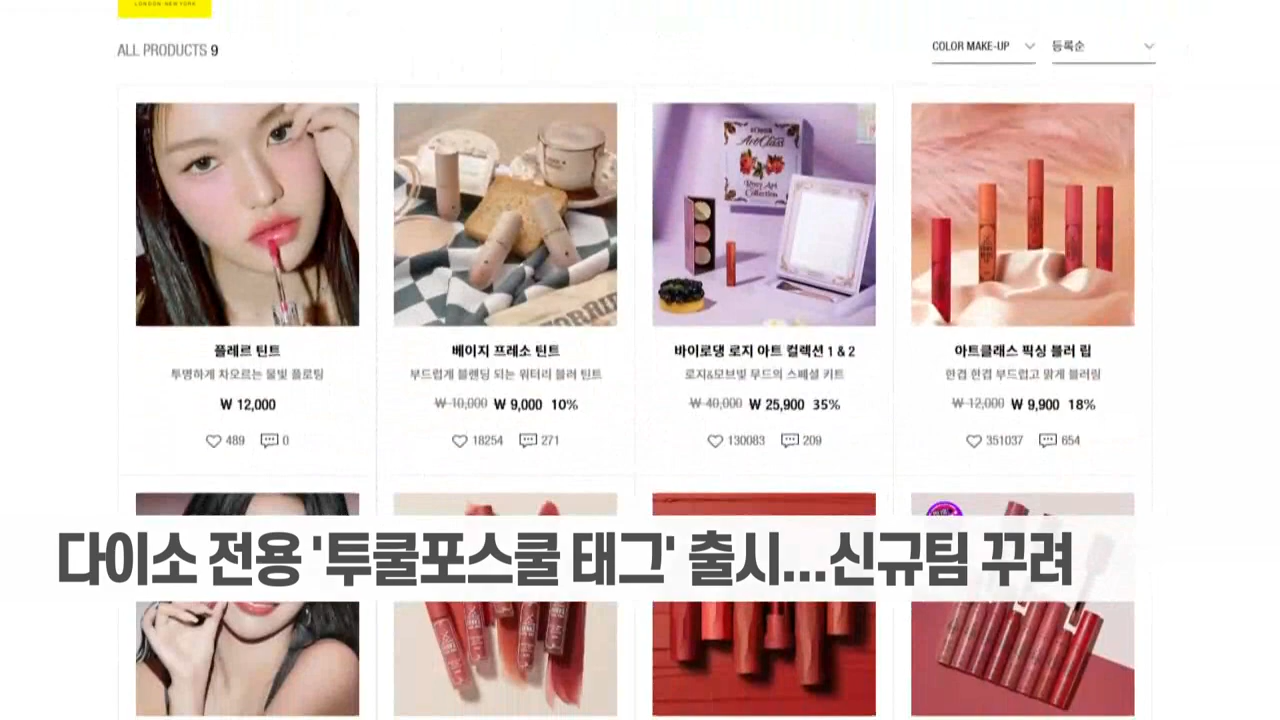 LONDON NEW YORK
ALL PRODUCTS 9
COLOR MAKE-UP
등록순
플레르 틴트
투명하게 차오르는 물빛 플로팅
₩ 12,000
489 0
베이지 프레소 틴트
부드럽게 블렌딩 되는 워터리 블러 틴트
₩ 10,000 ₩ 9,000 10%
18254 271
ArtClass
Rosy Art
Collection
바이로댕 로지 아트 컬렉션 1 & 2
로지&모브빛 무드의 스페셜 키트
₩ 40,000 ₩ 25,900 35%
130083 209
아트클래스 픽싱 블러 립
한겹 한겹 부드럽고 맑게 블러링
₩ 12,000 ₩ 9,900 18%
351037 654
다이소 전용 '투쿨포스쿨 태그' 출시...신규팀 꾸려